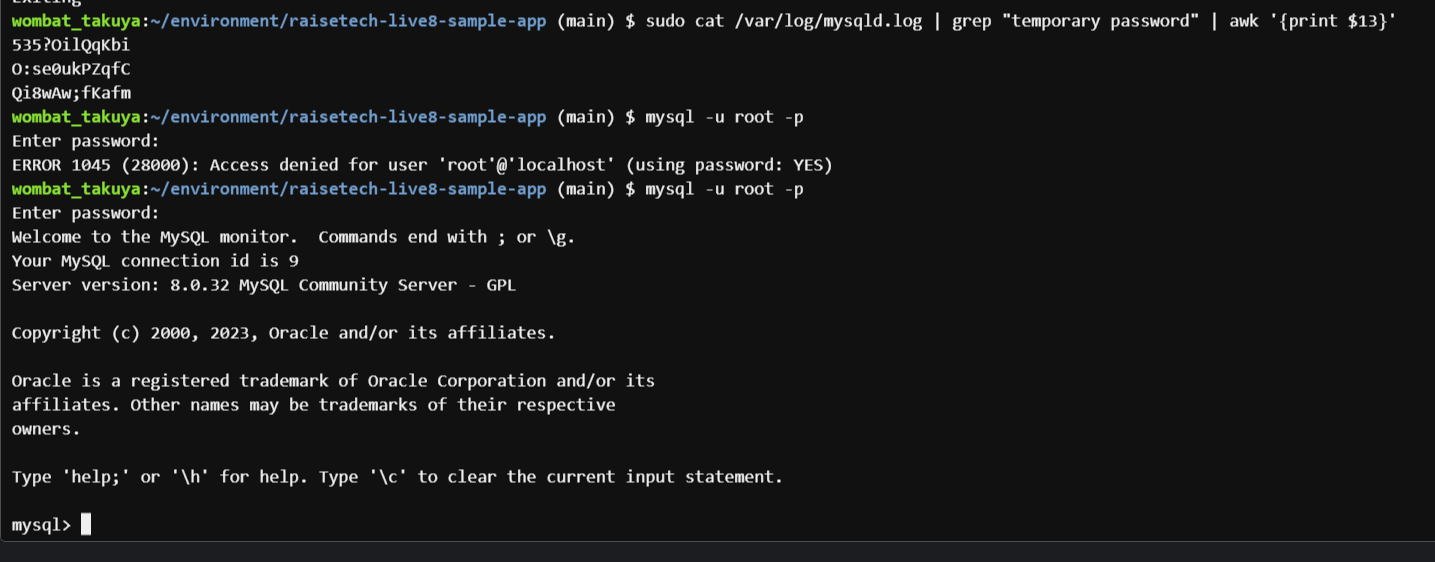 Exiting
wombat_takuya:~/environment/raisetech-live8-sample-app (main) $ sudo cat /var/log/mysqld.log | grep "temporary password" | awk '{print $13}'
535?OilQqKbi
O:se0ukPZqfC
Qi8wAw;fKafm
wombat_takuya:~/environment/raisetech-live8-sample-app (main) $ mysql -u root -p
Enter password:
ERROR 1045 (28000): Access denied for user 'root'@'localhost' (using password: YES)
wombat_takuya:~/environment/raisetech-live8-sample-app (main) $ mysql -u root -p
Enter password:
Welcome to the MySQL monitor.  Commands end with ; or \g.
Your MySQL connection id is 9
Server version: 8.0.32 MySQL Community Server - GPL

Copyright (c) 2000, 2023, Oracle and/or its affiliates.

Oracle is a registered trademark of Oracle Corporation and/or its
affiliates. Other names may be trademarks of their respective
owners.

Type 'help;' or '\h' for help. Type '\c' to clear the current input statement.

mysql>